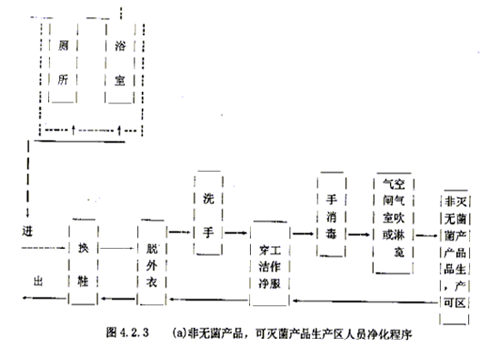 厕所
浴室
洗手
手消毒
气闸室或
空气吹淋室
非无菌产品，可
灭菌产品生产区
进
换鞋
脱外衣
穿洁净
工作服
出
图 4.2.3 (a)非无菌产品，可灭菌产品生产区人员净化程序